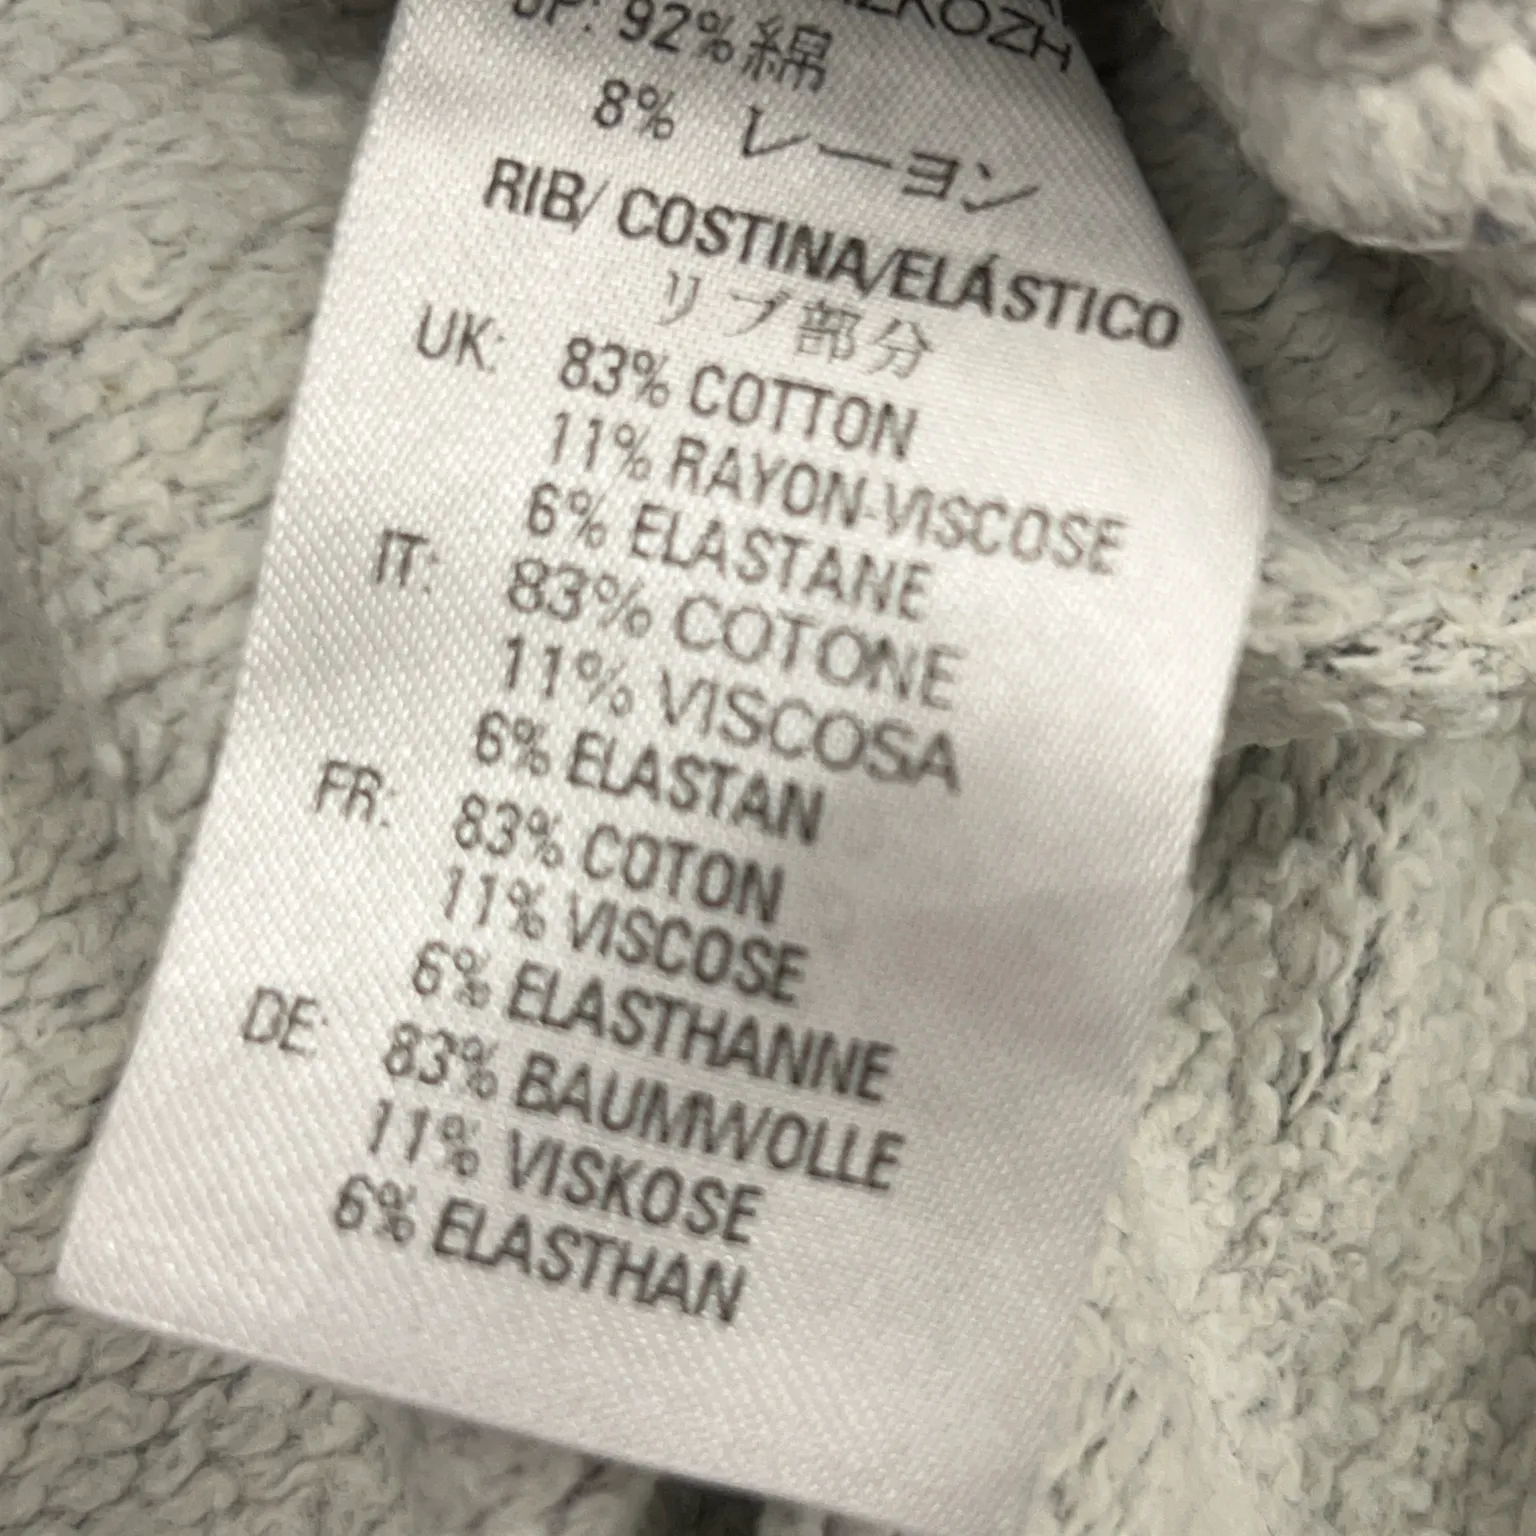 JP: 92% 綿
8% レーヨン
RIB/ COSTINA/ELÁSTICO
リブ部分
UK: 83% COTTON
11% RAYON-VISCOSE
6% ELASTANE
IT: 83% COTONE
11% VISCOSA
6% ELASTAN
FR: 83% COTON
11% VISCOSE
6% ELASTHANNE
DE: 83% BAUMWOLLE
11% VISKOSE
6% ELASTHAN